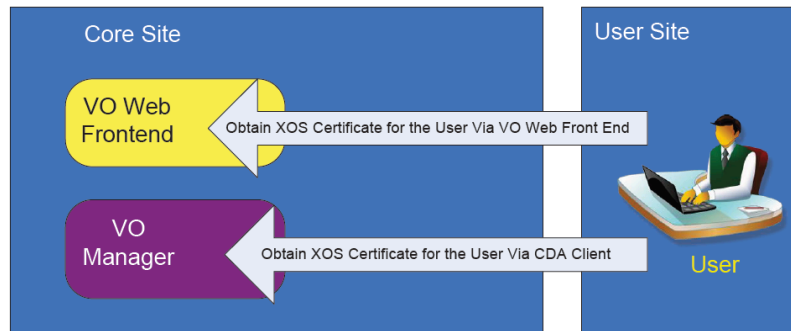 Core Site
User Site
VO Web
Frontend
Obtain XOS Certificate for the User Via VO Web Front End
VO
Manager
Obtain XOS Certificate for the User Via CDA Client
User